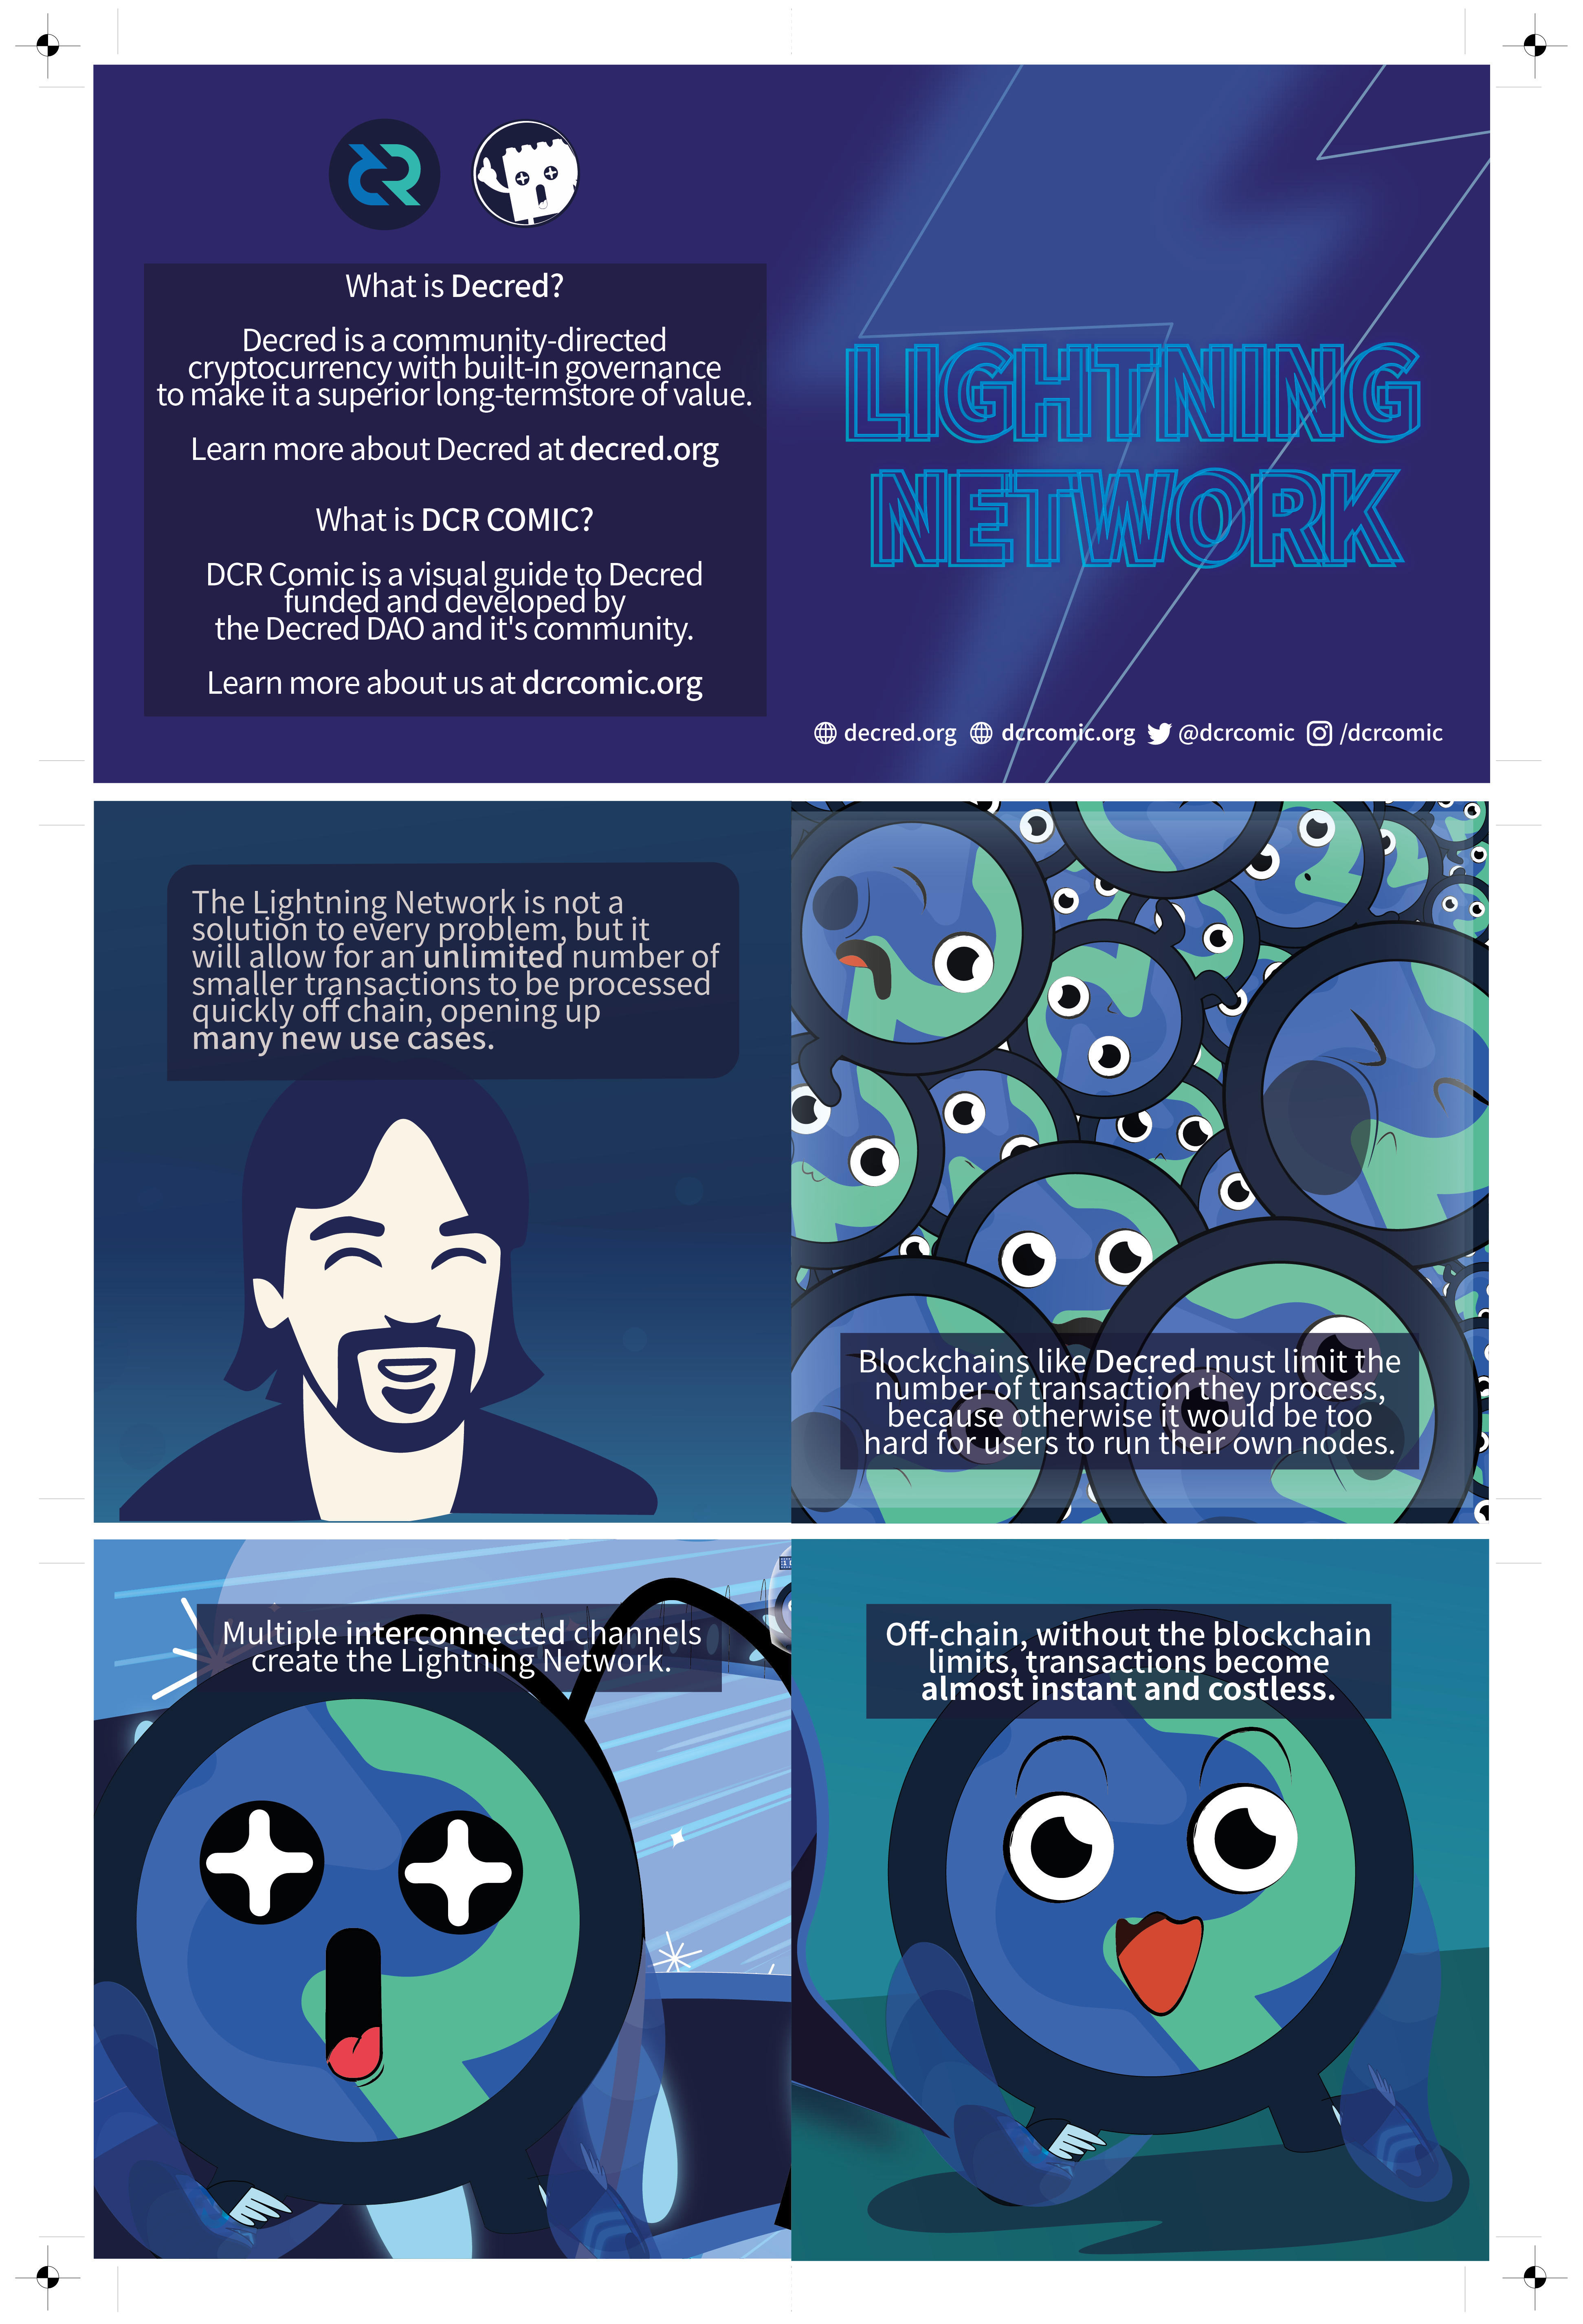 What is Decred?
Decred is a community-directed
cryptocurrency with built-in governance
to make it a superior long-termstore of value.
Learn more about Decred at decred.org
What is DCR COMIC?
DCR Comic is a visual guide to Decred
funded and developed by
the Decred DAO and it's community.
Learn more about us at dcrcomic.org
LIGHTNING
NETWORK
decred.org dcrcomic.org @dcrcomic /dcrcomic
The Lightning Network is not a
solution to every problem, but it
will allow for an unlimited number of
smaller transactions to be processed
quickly off chain, opening up
many new use cases.
Blockchains like Decred must limit the
number of transaction they process,
because otherwise it would be too
hard for users to run their own nodes.
Multiple interconnected channels
create the Lightning Network.
Off-chain, without the blockchain
limits, transactions become
almost instant and costless.